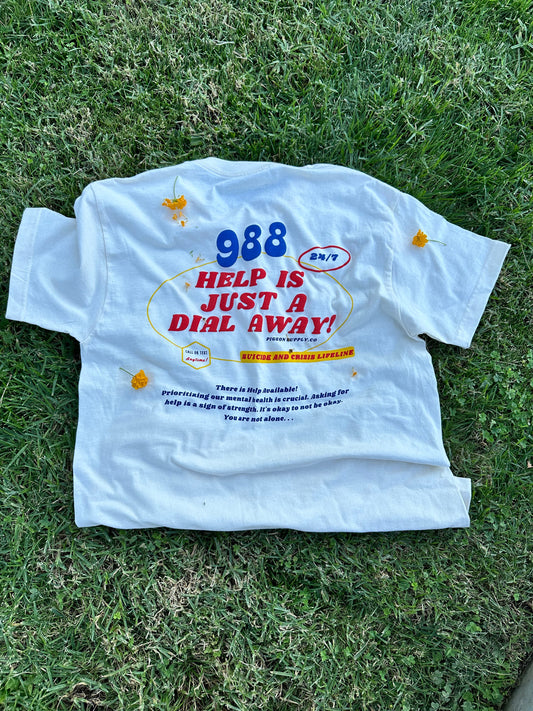 988
24/7
HELP IS
JUST A
DIAL AWAY!
PIGEON SUPPLY.CO
CALL OR TEXT
Anytime!
SUICIDE AND CRISIS LIFELINE
There is Help Available!
Prioritizing our mental health is crucial. Asking for
help is a sign of strength. It's okay to not be okay.
You are not alone...